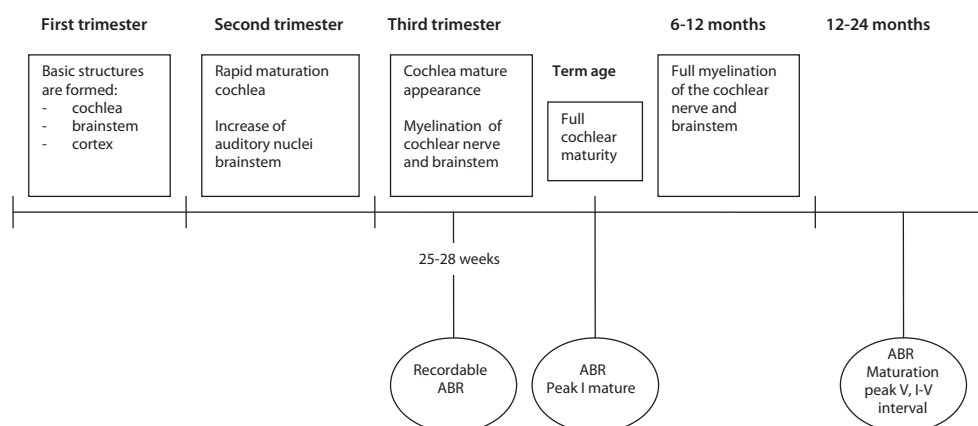 First trimester
Second trimester
Third trimester
6-12 months
12-24 months
Basic structures
are formed:
- cochlea
- brainstem
- cortex
Rapid maturation
cochlea
Increase of
auditory nuclei
brainstem
Cochlea mature
appearance
Myelination of
cochlear nerve
and brainstem
Term age
Full
cochlear
maturity
Full myelination
of the cochlear
nerve and
brainstem
25-28 weeks
Recordable
ABR
ABR
Peak I mature
ABR
Maturation
peak V, I-V
interval